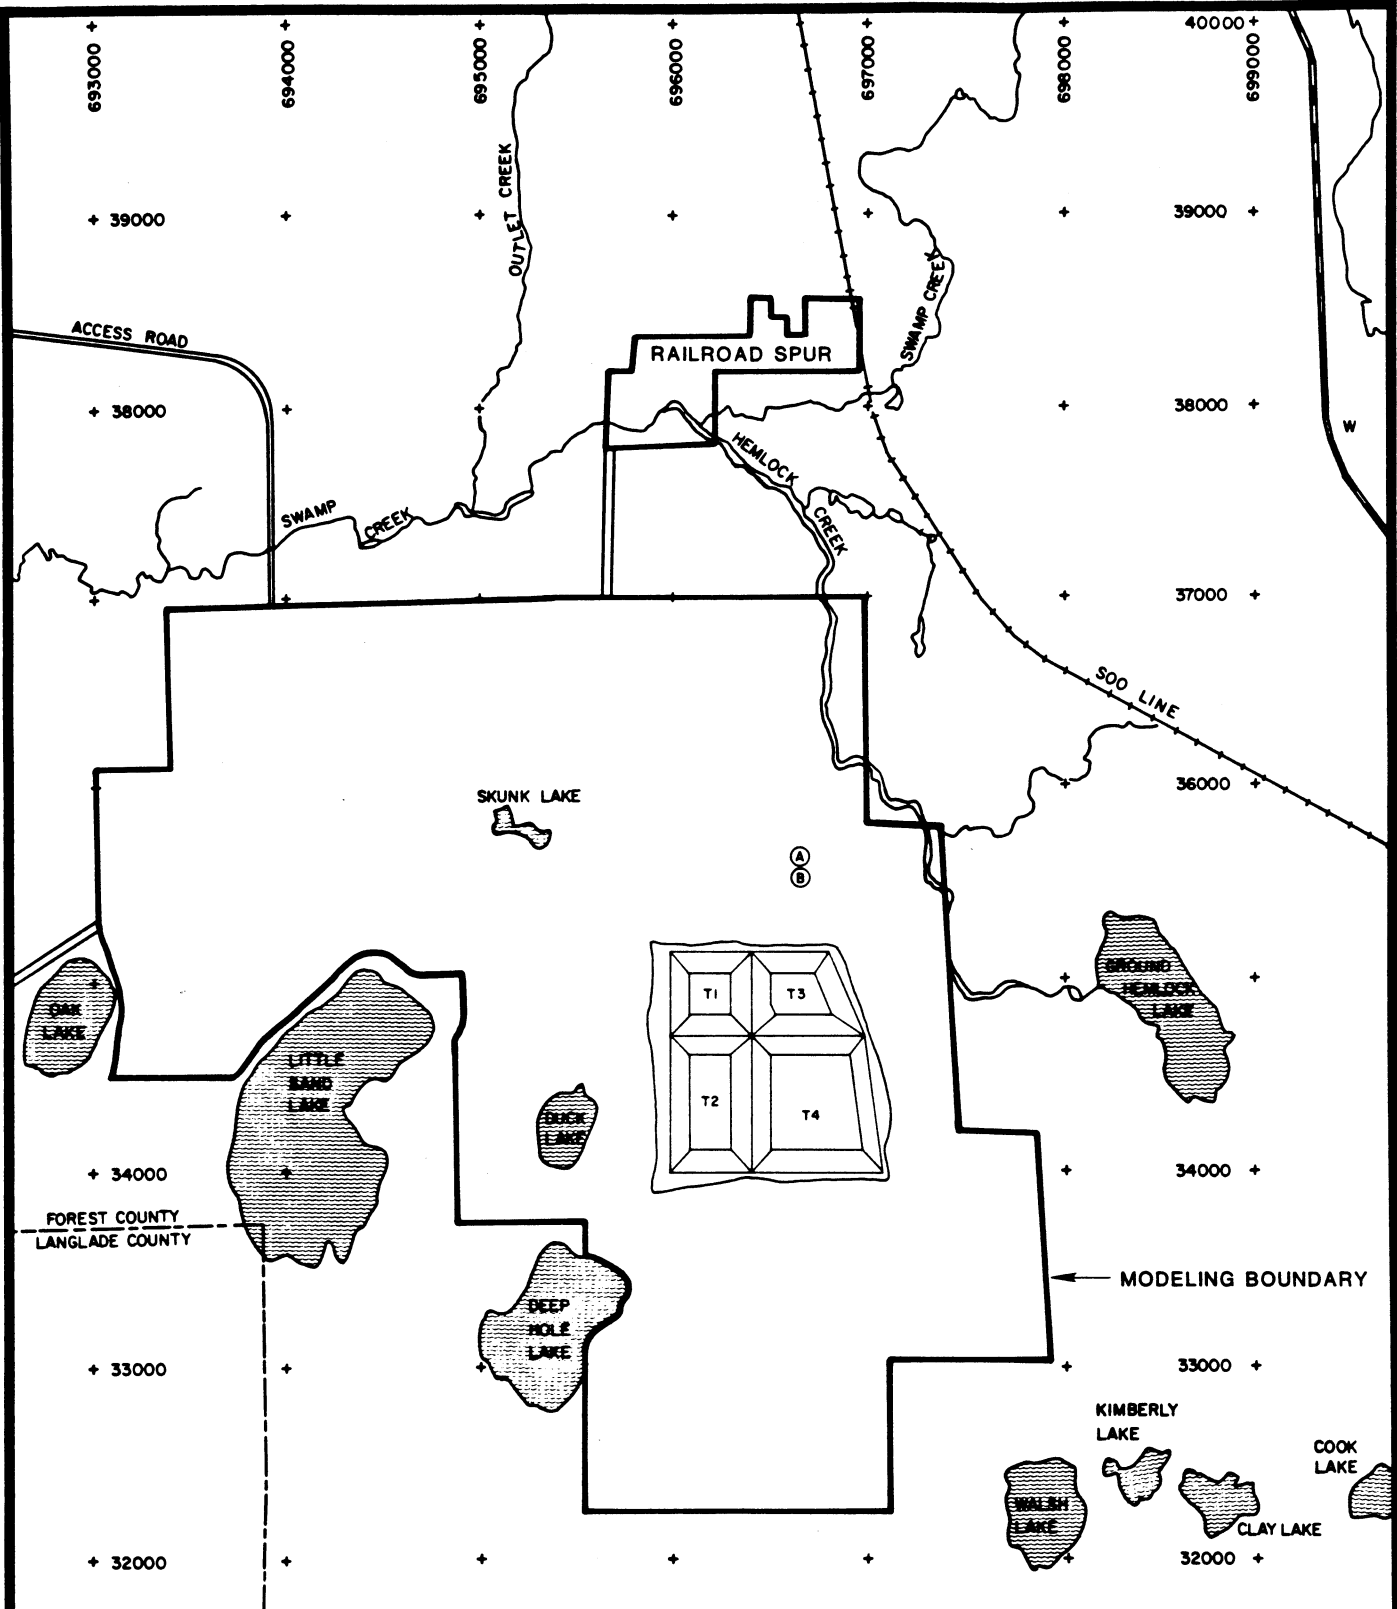 693000
694000
695000
696000
697000
698000
699000
40000
OUTLET CREEK
39000
39000
SWAMP CREEK
ACCESS ROAD
RAILROAD SPUR
38000
38000
W
HEMLOCK
CREEK
SWAMP
CREEK
37000
SOO LINE
36000
SKUNK LAKE
A
B
GROUND
HEMLOCK
LAKE
OAK
LAKE
T1
T3
LITTLE
SAND
LAKE
T2
T4
DUCK
LAKE
34000
34000
FOREST COUNTY
LANGLADE COUNTY
MODELING BOUNDARY
DEEP
HOLE
LAKE
33000
33000
KIMBERLY
LAKE
COOK
LAKE
WALSH
LAKE
CLAY LAKE
32000
32000